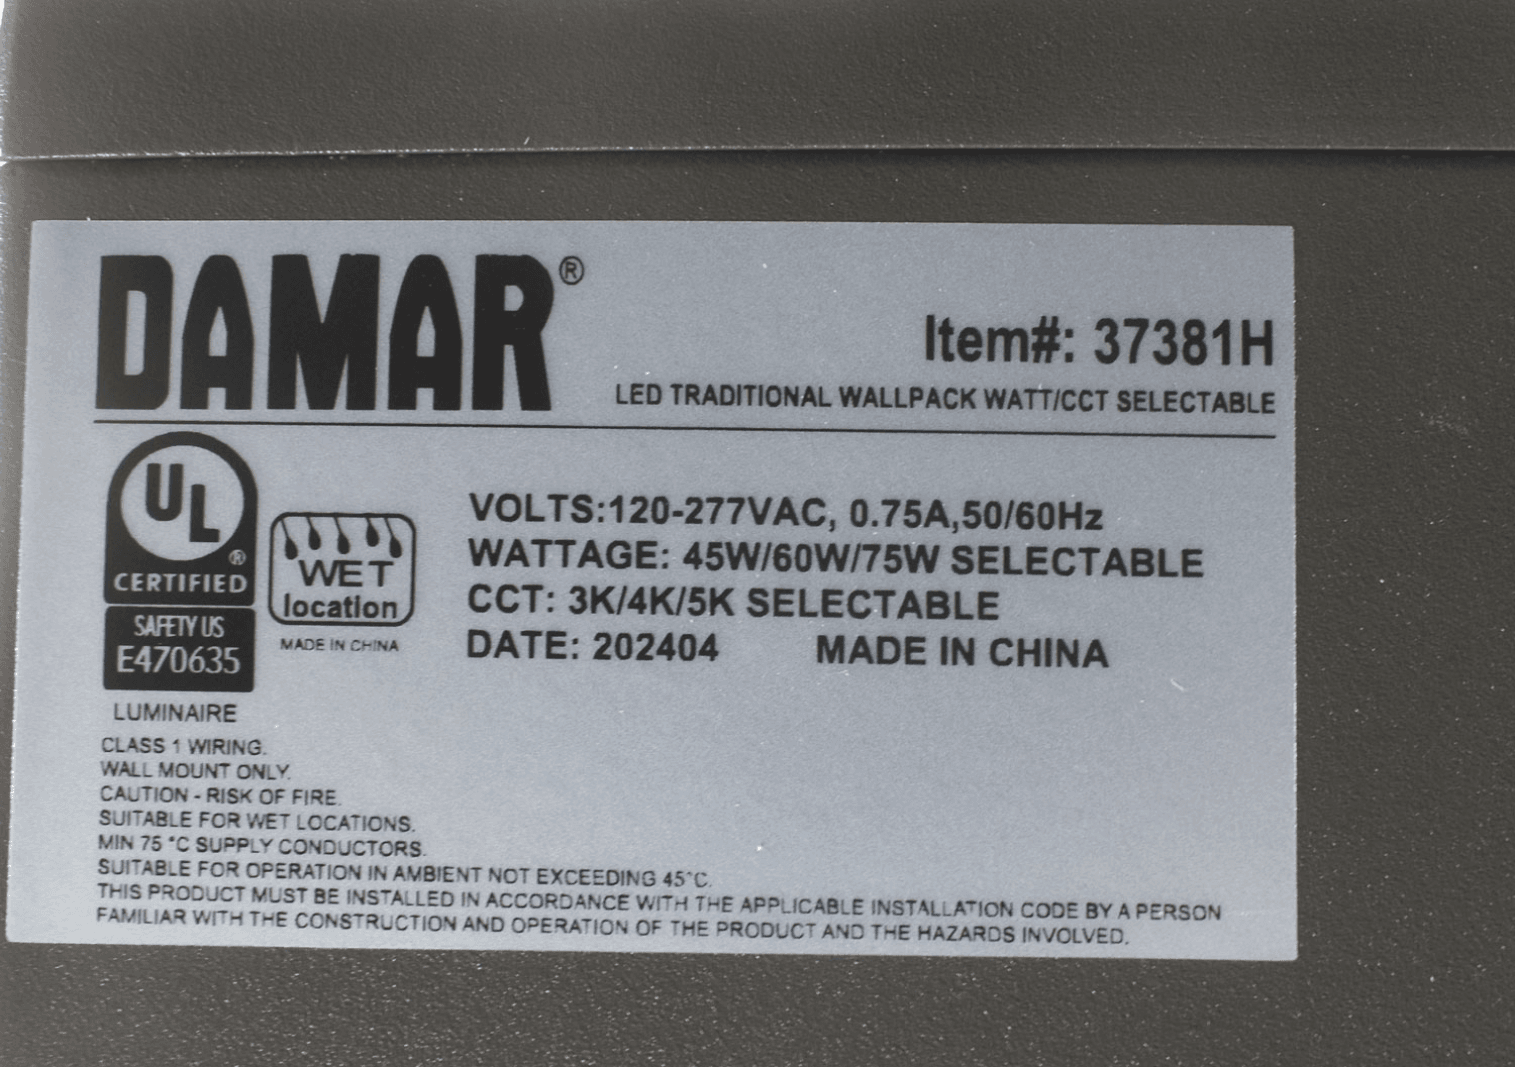 DAMAR®
Item#: 37381H
LED TRADITIONAL WALLPACK WATT/CCT SELECTABLE
UL®
CERTIFIED
SAFETY US
E470635
WET
location
MADE IN CHINA
VOLTS:120-277VAC, 0.75A,50/60Hz
WATTAGE: 45W/60W/75W SELECTABLE
CCT: 3K/4K/5K SELECTABLE
DATE: 202404 MADE IN CHINA
LUMINAIRE
CLASS 1 WIRING.
WALL MOUNT ONLY.
CAUTION - RISK OF FIRE.
SUITABLE FOR WET LOCATIONS.
MIN 75 °C SUPPLY CONDUCTORS.
SUITABLE FOR OPERATION IN AMBIENT NOT EXCEEDING 45°C.
THIS PRODUCT MUST BE INSTALLED IN ACCORDANCE WITH THE APPLICABLE INSTALLATION CODE BY A PERSON
FAMILIAR WITH THE CONSTRUCTION AND OPERATION OF THE PRODUCT AND THE HAZARDS INVOLVED.